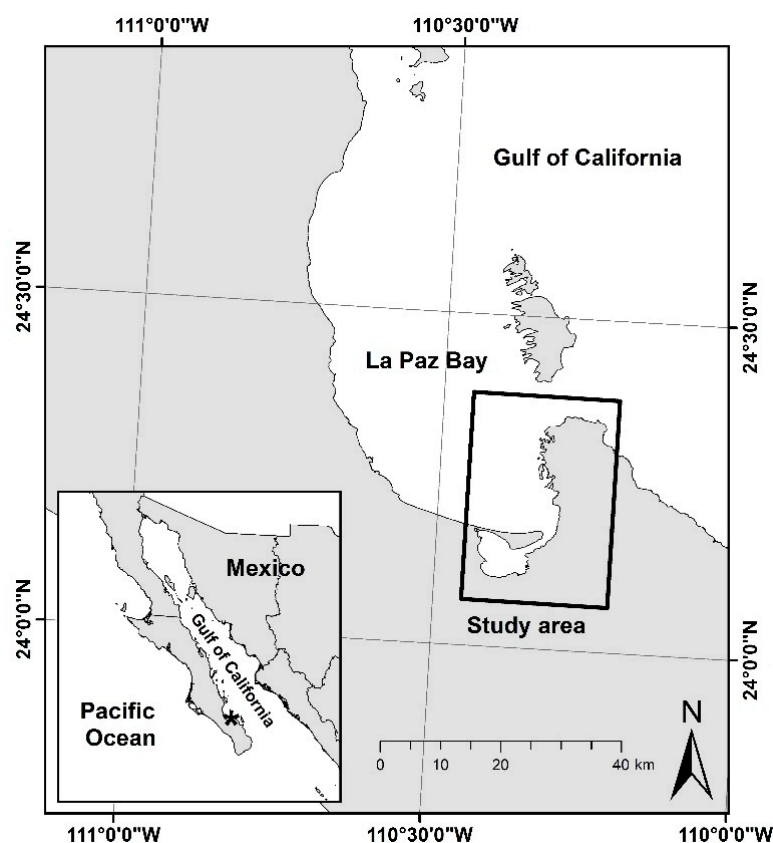 111°0'0"W
110°30'0"W
Gulf of California
24°30'0"N
24°30'0"N
La Paz Bay
Mexico
Gulf of California
Pacific
Ocean
Study area
24°0'0"N
24°0'0"N
N
0
10
20
40 km
111°0'0"W
110°30'0"W
110°0'0"W